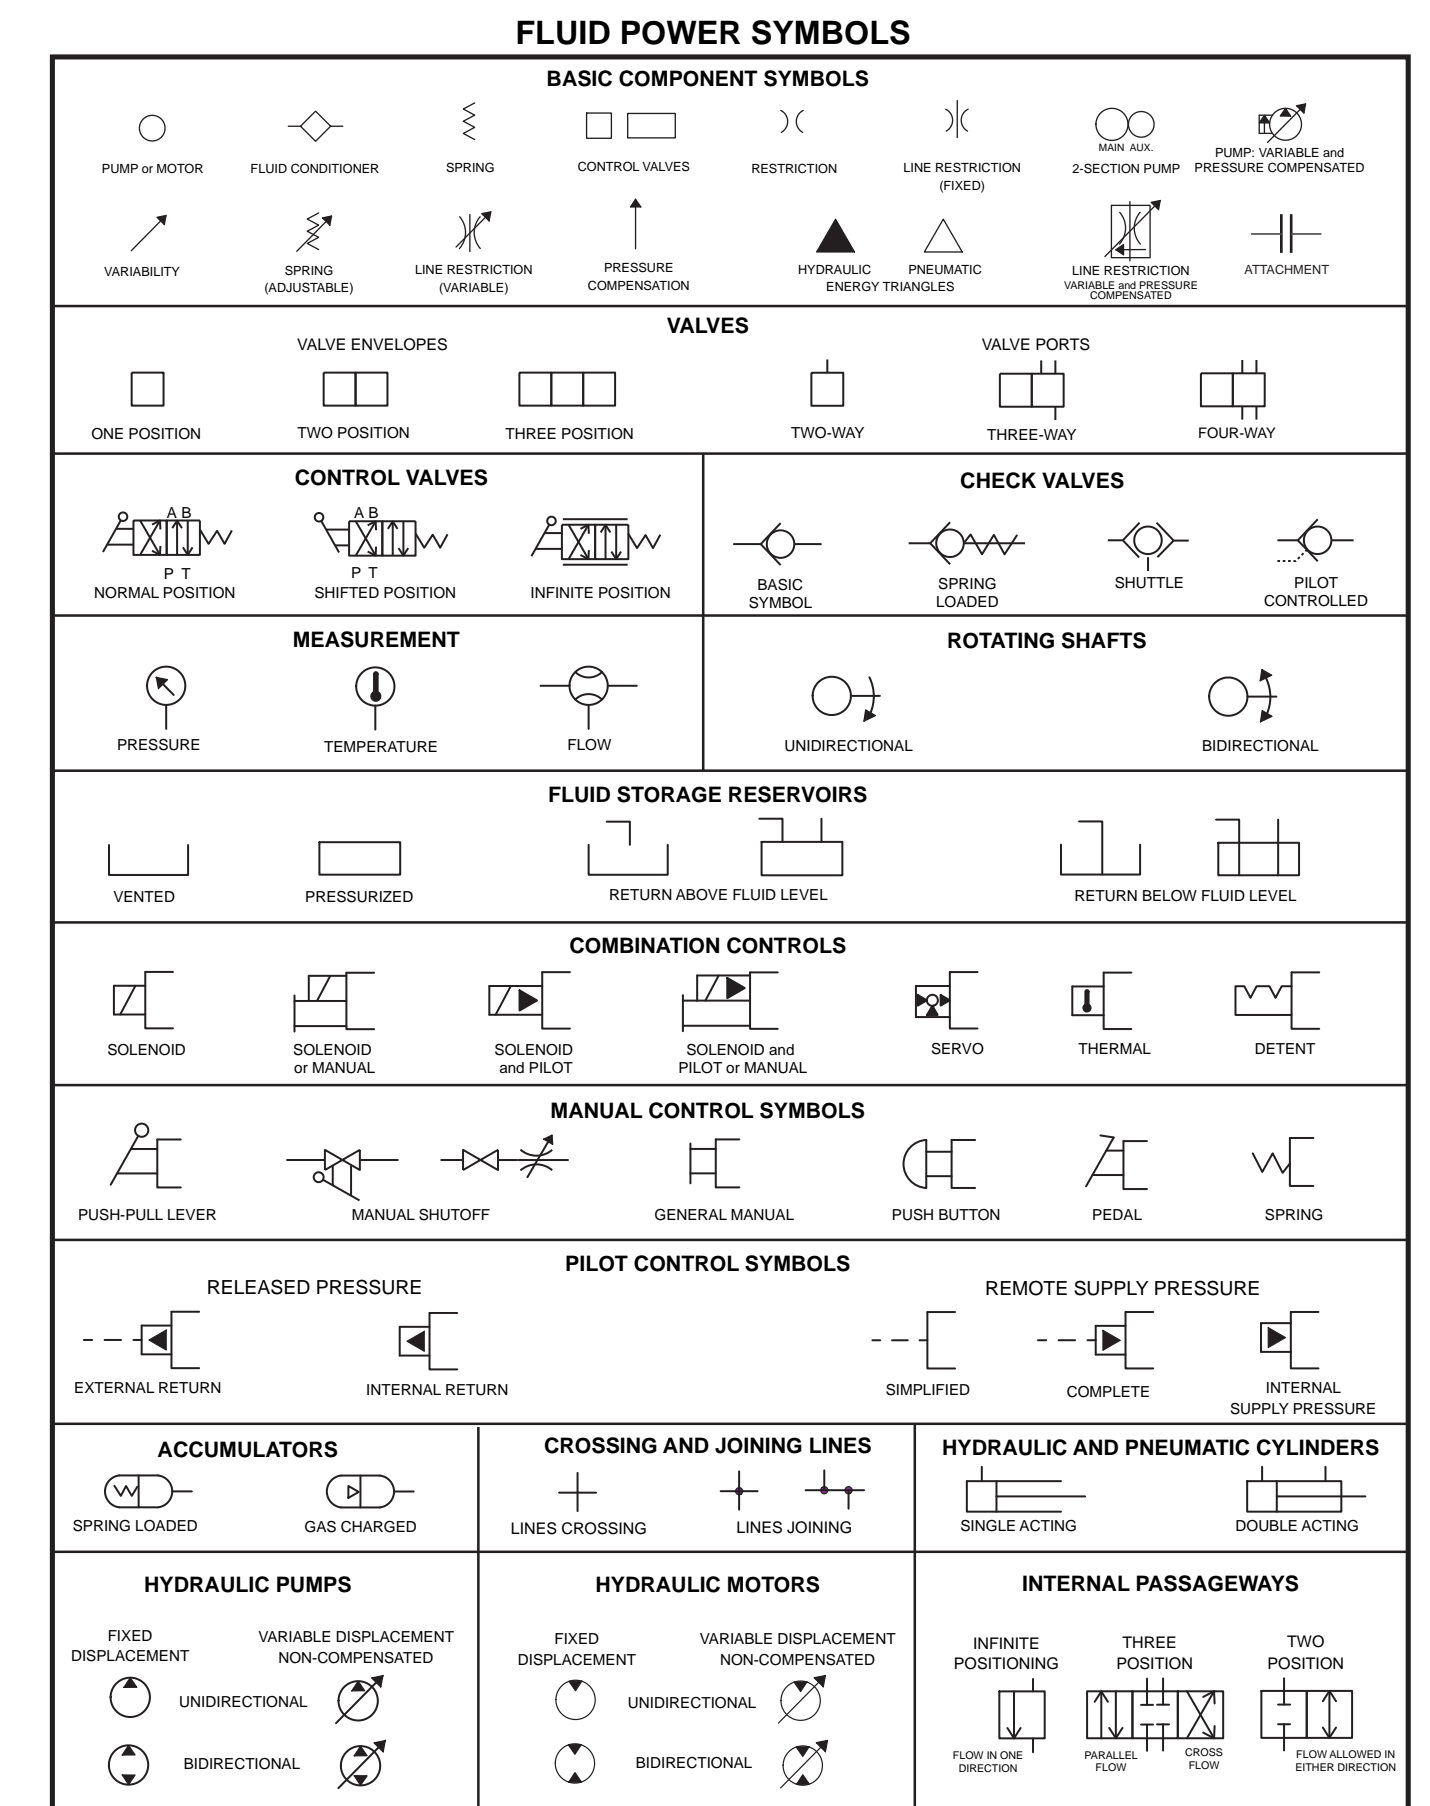 FLUID POWER SYMBOLS
BASIC COMPONENT SYMBOLS
MAIN AUX.
PUMP or MOTOR
FLUID CONDITIONER
SPRING
CONTROL VALVES
RESTRICTION
LINE RESTRICTION
(FIXED)
2-SECTION PUMP
PUMP: VARIABLE and
PRESSURE COMPENSATED
VARIABILITY
SPRING
(ADJUSTABLE)
LINE RESTRICTION
(VARIABLE)
PRESSURE
COMPENSATION
HYDRAULIC PNEUMATIC
ENERGY TRIANGLES
LINE RESTRICTION
VARIABLE and PRESSURE
COMPENSATED
ATTACHMENT
VALVES
VALVE ENVELOPES
VALVE PORTS
ONE POSITION
TWO POSITION
THREE POSITION
TWO-WAY
THREE-WAY
FOUR-WAY
CONTROL VALVES
A B
P T
NORMAL POSITION
A B
P T
SHIFTED POSITION
INFINITE POSITION
CHECK VALVES
BASIC
SYMBOL
SPRING
LOADED
SHUTTLE
PILOT
CONTROLLED
MEASUREMENT
PRESSURE
TEMPERATURE
FLOW
ROTATING SHAFTS
UNIDIRECTIONAL
BIDIRECTIONAL
FLUID STORAGE RESERVOIRS
VENTED
PRESSURIZED
RETURN ABOVE FLUID LEVEL
RETURN BELOW FLUID LEVEL
COMBINATION CONTROLS
SOLENOID
SOLENOID
or MANUAL
SOLENOID
and PILOT
SOLENOID and
PILOT or MANUAL
SERVO
THERMAL
DETENT
MANUAL CONTROL SYMBOLS
PUSH-PULL LEVER
MANUAL SHUTOFF
GENERAL MANUAL
PUSH BUTTON
PEDAL
SPRING
PILOT CONTROL SYMBOLS
RELEASED PRESSURE
REMOTE SUPPLY PRESSURE
EXTERNAL RETURN
INTERNAL RETURN
SIMPLIFIED
COMPLETE
INTERNAL
SUPPLY PRESSURE
ACCUMULATORS
SPRING LOADED
GAS CHARGED
CROSSING AND JOINING LINES
LINES CROSSING
LINES JOINING
HYDRAULIC AND PNEUMATIC CYLINDERS
SINGLE ACTING
DOUBLE ACTING
HYDRAULIC PUMPS
FIXED
DISPLACEMENT
VARIABLE DISPLACEMENT
NON-COMPENSATED
UNIDIRECTIONAL
BIDIRECTIONAL
HYDRAULIC MOTORS
FIXED
DISPLACEMENT
VARIABLE DISPLACEMENT
NON-COMPENSATED
UNIDIRECTIONAL
BIDIRECTIONAL
INTERNAL PASSAGEWAYS
INFINITE
POSITIONING
THREE
POSITION
TWO
POSITION
FLOW IN ONE
DIRECTION
PARALLEL
FLOW
CROSS
FLOW
FLOW ALLOWED IN
EITHER DIRECTION